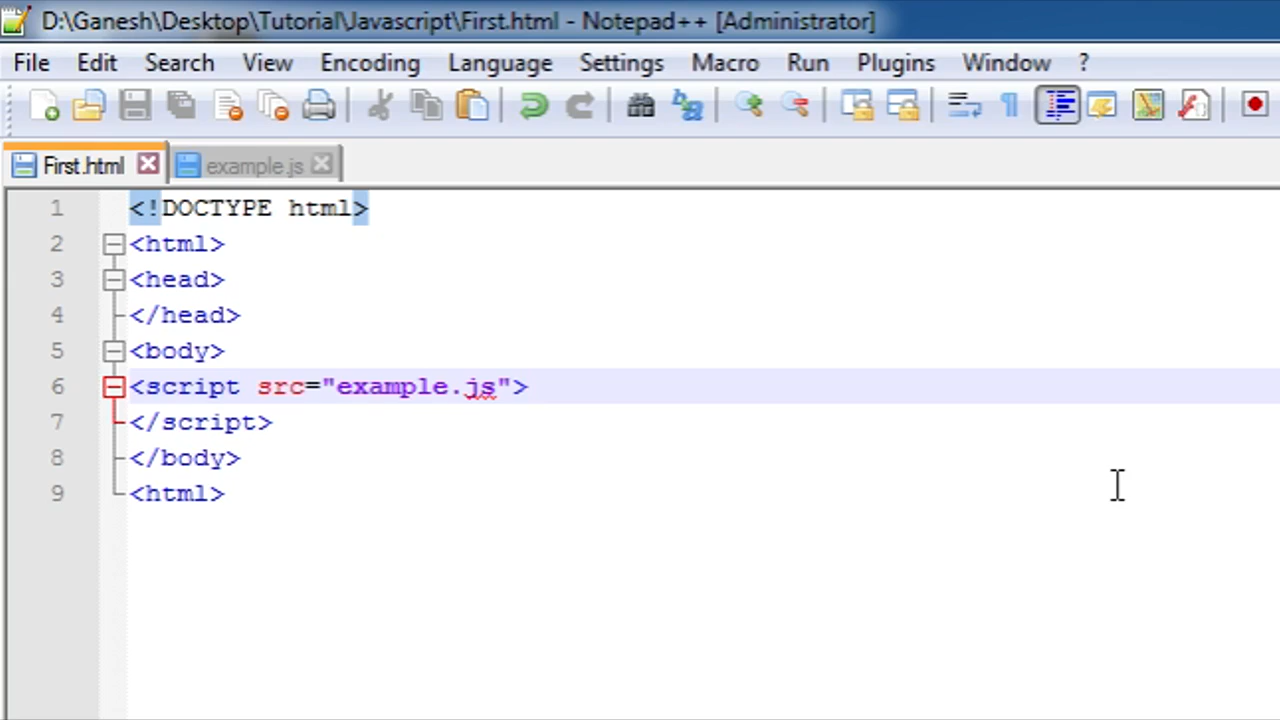 D:\Ganesh\Desktop\Tutorial\Javascript\First.html - Notepad++ [Administrator]
File Edit Search View Encoding Language Settings Macro Run Plugins Window ?
First.html example.js
1 <!DOCTYPE html>
2 <html>
3 <head>
4 </head>
5 <body>
6 <script src="example.js">
7 </script>
8 </body>
9 <html>